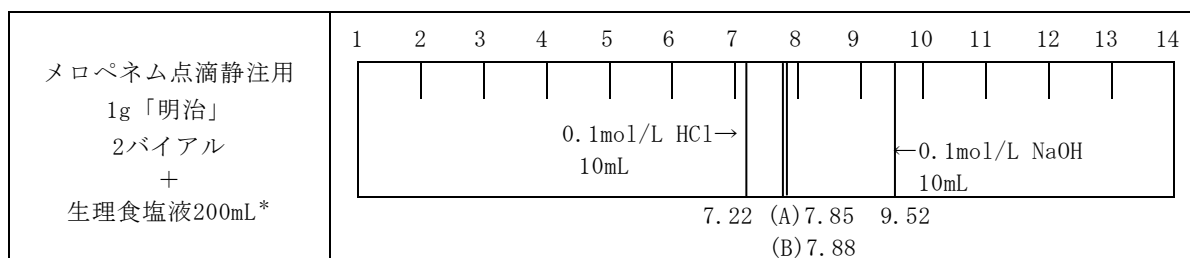 メロペネム点滴静注用
1g「明治」
2バイアル
+
生理食塩液200mL*
1 2 3 4 5 6 7 8 9 10 11 12 13 14
0.1mol/L HCl→
10mL
←0.1mol/L NaOH
10mL
7.22 (A)7.85 9.52
(B)7.88